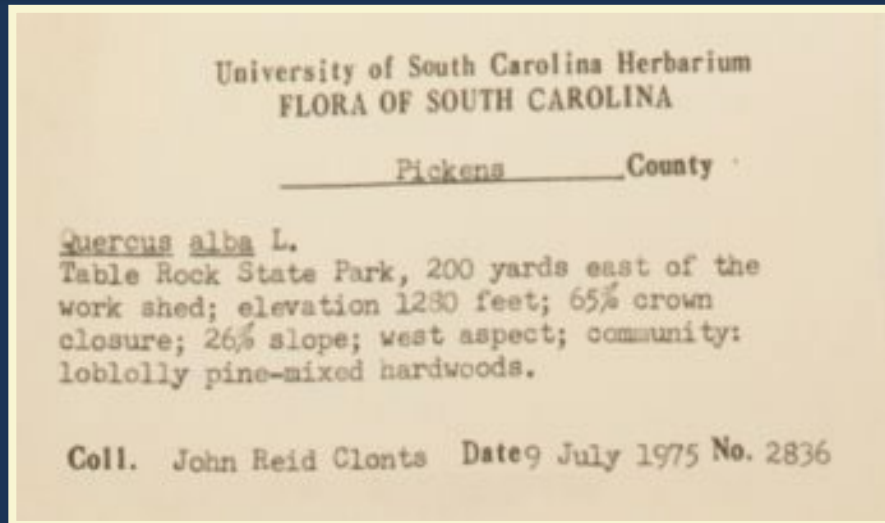 University of South Carolina Herbarium
FLORA OF SOUTH CAROLINA
Pickens County
Quercus alba L.
Table Rock State Park, 200 yards east of the
work shed; elevation 1280 feet; 65% crown
closure; 26% slope; west aspect; community:
loblolly pine-mixed hardwoods.
Coll. John Reid Clonts Date 9 July 1975 No. 2836